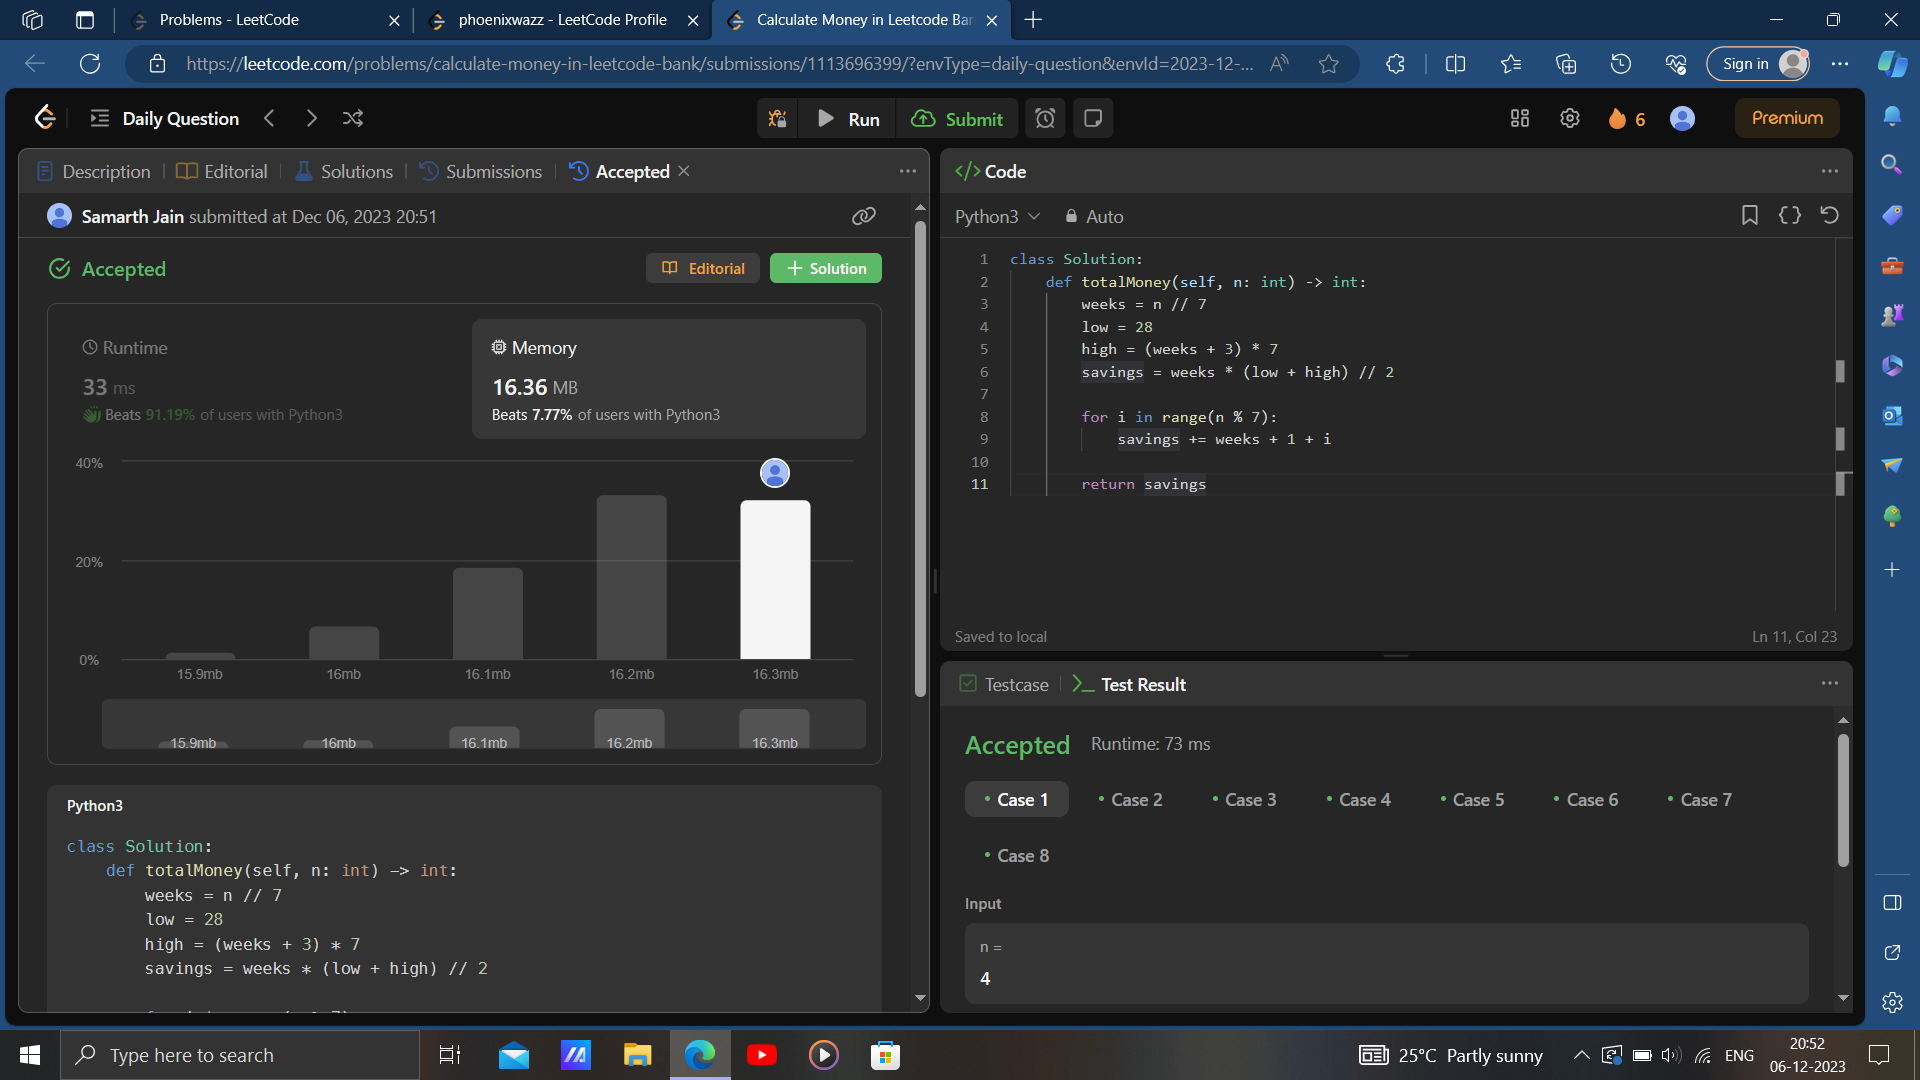 Problems - LeetCode
phoenixwazz - LeetCode Profile
Calculate Money in Leetcode Ban
https://leetcode.com/problems/calculate-money-in-leetcode-bank/submissions/1113696399/?envType=daily-question&envId=2023-12-...
Sign in
Daily Question
Run
Submit
6
Premium
Description
Editorial
Solutions
Submissions
Accepted
Samarth Jain submitted at Dec 06, 2023 20:51
Accepted
Editorial
Solution
Runtime
33 ms
Beats 91.19% of users with Python3
Memory
16.36 MB
Beats 7.77% of users with Python3
40%
20%
0%
15.9mb 16mb 16.1mb 16.2mb 16.3mb
15.9mb 16mb 16.1mb 16.2mb 16.3mb
Python3
class Solution:
def totalMoney(self, n: int) -> int:
weeks = n // 7
low = 28
high = (weeks + 3) * 7
savings = weeks * (low + high) // 2
</> Code
Python3
Auto
1 class Solution:
2 def totalMoney(self, n: int) -> int:
3 weeks = n // 7
4 low = 28
5 high = (weeks + 3) * 7
6 savings = weeks * (low + high) // 2
7
8 for i in range(n % 7):
9 savings += weeks + 1 + i
10
11 return savings
Saved to local
Ln 11, Col 23
Testcase
Test Result
Accepted Runtime: 73 ms
Case 1 Case 2 Case 3 Case 4 Case 5 Case 6 Case 7
Case 8
Input
n =
4
Type here to search
25°C Partly sunny
ENG
20:52
06-12-2023